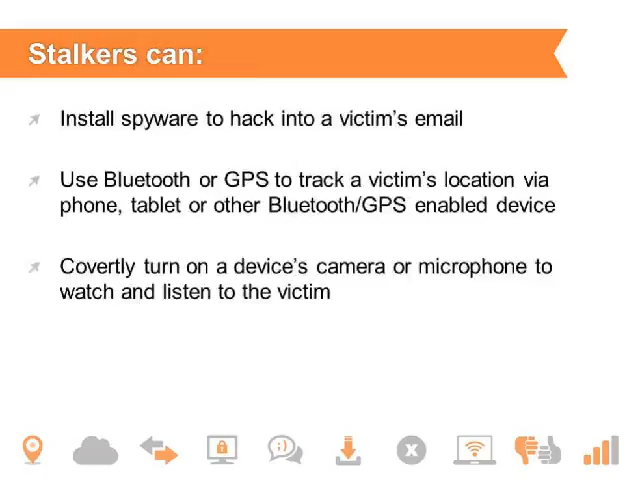 Stalkers can:
Install spyware to hack into a victim's email
Use Bluetooth or GPS to track a victim's location via
phone, tablet or other Bluetooth/GPS enabled device
Covertly turn on a device's camera or microphone to
watch and listen to the victim